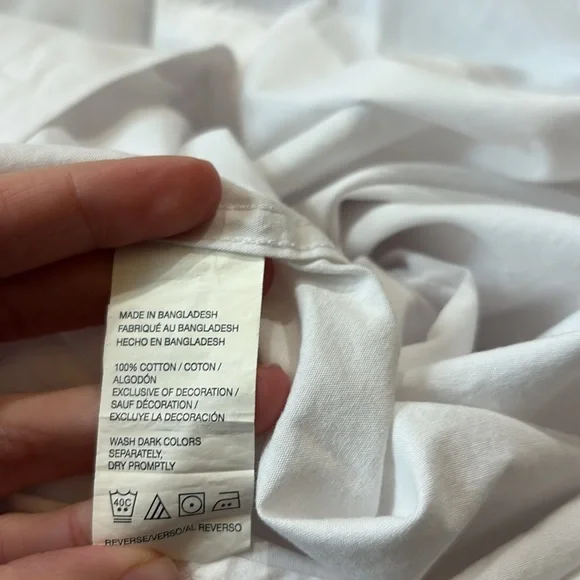 MADE IN BANGLADESH
FABRIQUÉ AU BANGLADESH
HECHO EN BANGLADESH
100% COTTON / COTON /
ALGODÓN
EXCLUSIVE OF DECORATION /
SAUF DÉCORATION /
EXCLUYE LA DECORACIÓN
WASH DARK COLORS
SEPARATELY,
DRY PROMPTLY
40C
REVERSE/VERSO/AL REVERSO